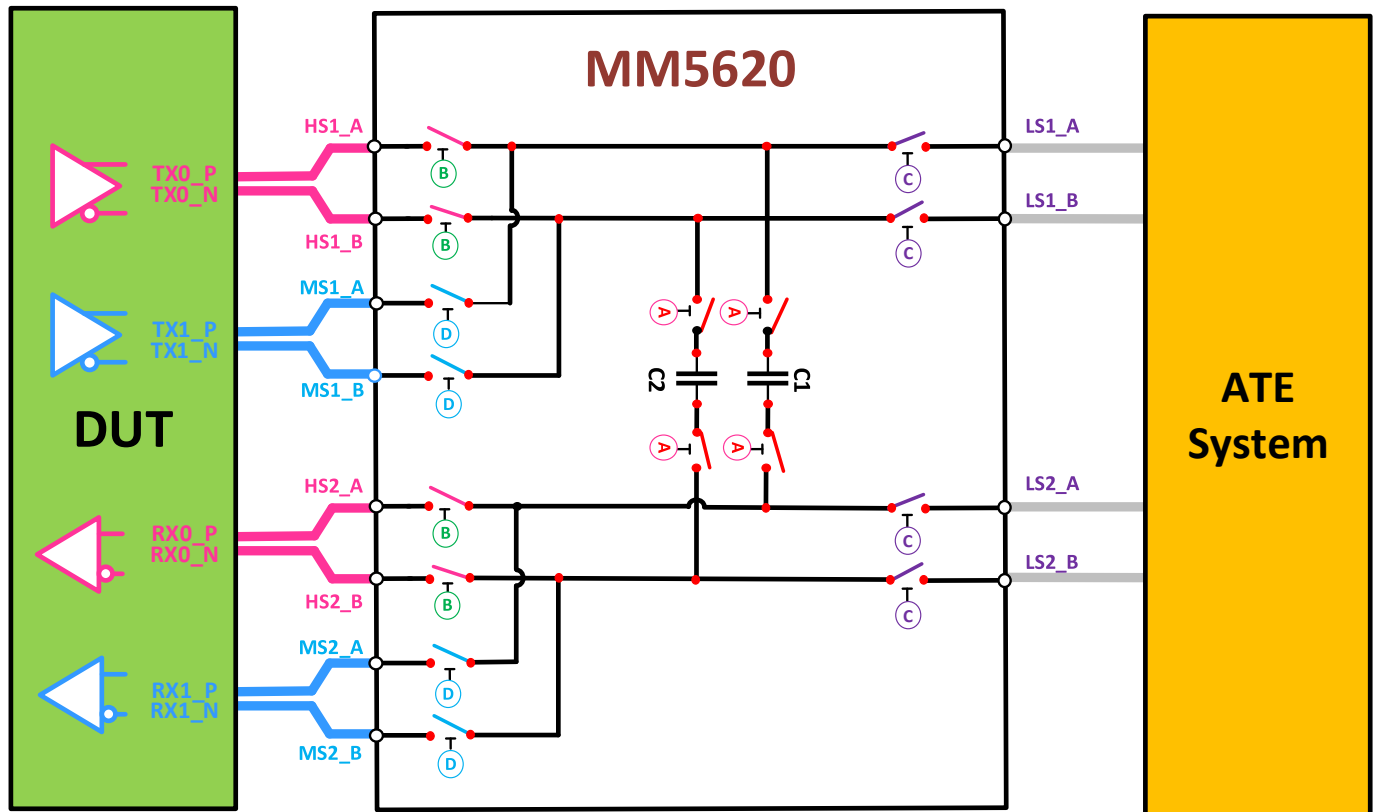 MM5620
HS1_A
LS1_A
TX0_P
TX0_N
B
C
LS1_B
HS1_B
B
C
MS1_A
TX1_P
TX1_N
D
A
A
MS1_B
D
C2
C1
DUT
ATE
System
A
A
HS2_A
LS2_A
RX0_P
RX0_N
B
C
LS2_B
HS2_B
B
C
MS2_A
RX1_P
RX1_N
D
MS2_B
D